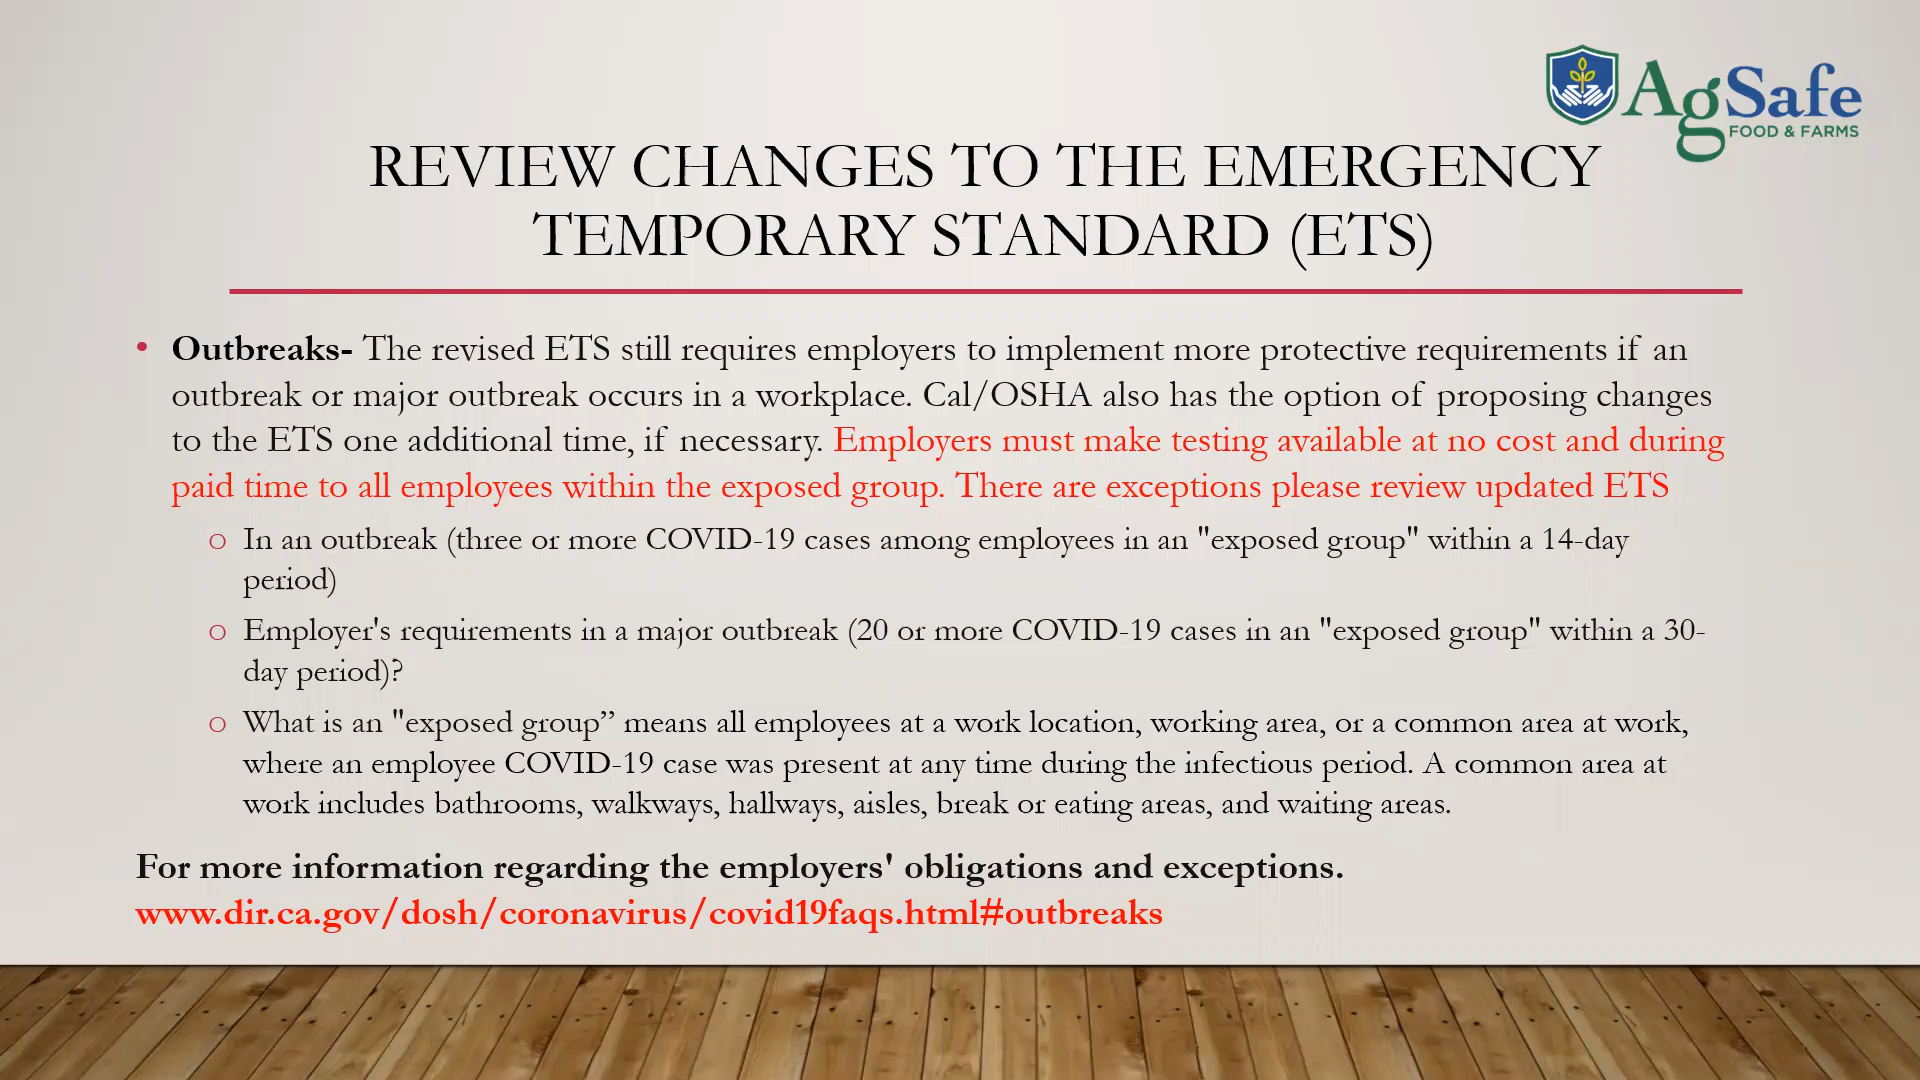 AgSafe
FOOD & FARMS
REVIEW CHANGES TO THE EMERGENCY
TEMPORARY STANDARD (ETS)
• Outbreaks- The revised ETS still requires employers to implement more protective requirements if an
outbreak or major outbreak occurs in a workplace. Cal/OSHA also has the option of proposing changes
to the ETS one additional time, if necessary. Employers must make testing available at no cost and during
paid time to all employees within the exposed group. There are exceptions please review updated ETS
o In an outbreak (three or more COVID-19 cases among employees in an "exposed group" within a 14-day
period)
o Employer's requirements in a major outbreak (20 or more COVID-19 cases in an "exposed group" within a 30-
day period)?
o What is an "exposed group” means all employees at a work location, working area, or a common area at work,
where an employee COVID-19 case was present at any time during the infectious period. A common area at
work includes bathrooms, walkways, hallways, aisles, break or eating areas, and waiting areas.
For more information regarding the employers' obligations and exceptions.
www.dir.ca.gov/dosh/coronavirus/covid19faqs.html#outbreaks